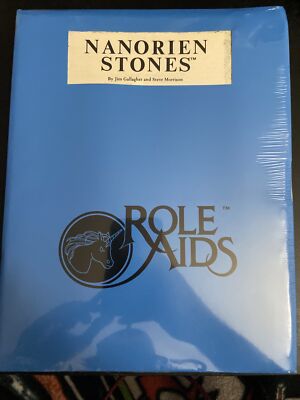 NANORIEN
STONES™
By Jim Gallagher and Steve Morrison
ROLE™
AIDS